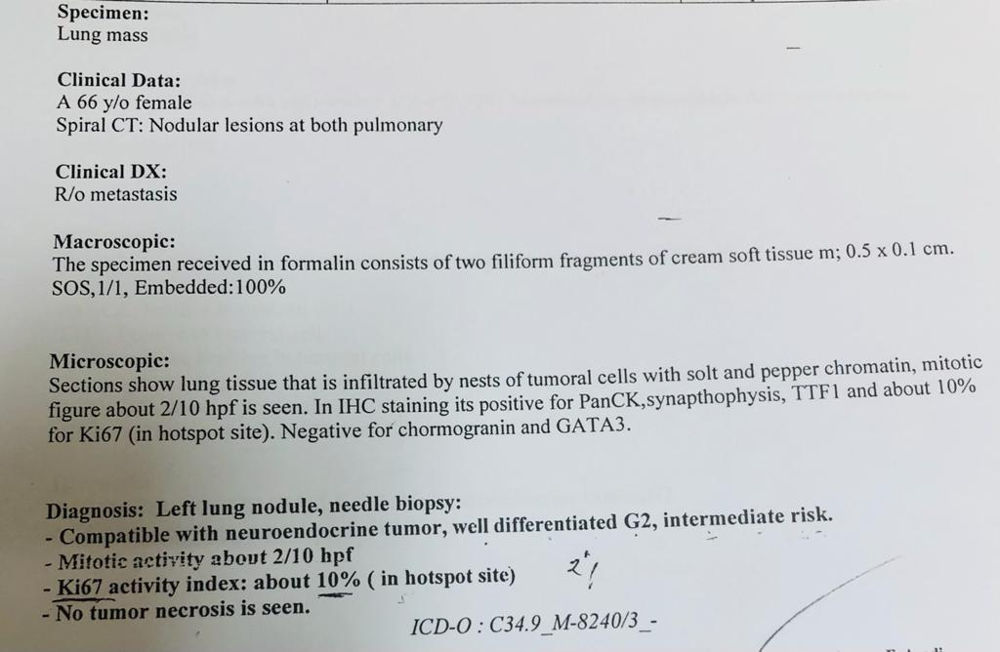 Specimen:
Lung mass
Clinical Data:
A 66 y/o female
Spiral CT: Nodular lesions at both pulmonary
Clinical DX:
R/o metastasis
Macroscopic:
The specimen received in formalin consists of two filiform fragments of cream soft tissue m; 0.5 x 0.1 cm.
SOS,1/1, Embedded:100%
Microscopic:
Sections show lung tissue that is infiltrated by nests of tumoral cells with solt and pepper chromatin, mitotic
figure about 2/10 hpf is seen. In IHC staining its positive for PanCK,synapthophysis, TTF1 and about 10%
for Ki67 (in hotspot site). Negative for chormogranin and GATA3.
Diagnosis: Left lung nodule, needle biopsy:
- Compatible with neuroendocrine tumor, well differentiated G2, intermediate risk.
- Mitotic activity about 2/10 hpf
- Ki67 activity index: about 10% ( in hotspot site)
- No tumor necrosis is seen.
ICD-O : C34.9_M-8240/3_-